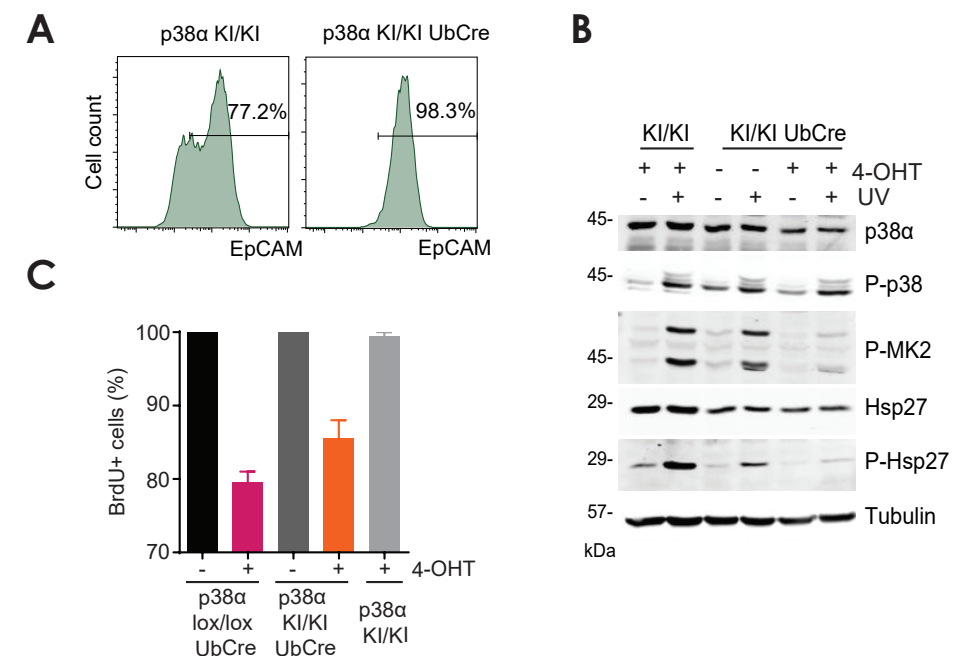 A
p38α KI/KI
p38α KI/KI UbCre
Cell count
77.2%
98.3%
EpCAM
EpCAM
B
KI/KI
KI/KI UbCre
+ + - - + + 4-OHT
- + - + - + UV
45-
p38α
45-
P-p38
45-
P-MK2
29-
Hsp27
29-
P-Hsp27
57-
Tubulin
kDa
C
BrdU+ cells (%)
100
90
80
70
- + - + + 4-OHT
p38α
lox/lox
UbCre
p38α
KI/KI
UbCre
p38α
KI/KI